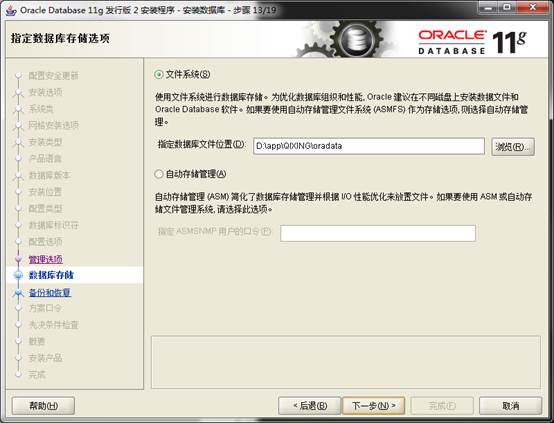 Oracle Database 11g 发行版 2 安装程序 - 安装数据库 - 步骤 13/19
指定数据库存储选项
ORACLE
DATABASE
11g
配置安全更新
安装选项
系统类
网格安装选项
安装类型
产品语言
数据库版本
安装位置
配置类型
数据库标识符
配置选项
管理选项
数据库存储
备份和恢复
方案口令
先决条件检查
概要
安装产品
完成
文件系统(S)
使用文件系统进行数据库存储。为优化数据库组织和性能, Oracle 建议在不同磁盘上安装数据文件和
Oracle Database 软件。如果要使用自动存储管理文件系统 (ASMFS) 作为存储选项, 则选择自动存储管
理。
指定数据库文件位置(D): D:\app\QIXING\oradata 浏览(R)...
自动存储管理(A)
自动存储管理 (ASM) 简化了数据库存储管理并根据 I/O 性能优化来放置文件。如果要使用 ASM 或自动存
储文件管理系统, 请选择此选项。
指定 ASMSNMP 用户的口令(P):
帮助(H) < 后退(B) 下一步(N) > 完成(F) 取消